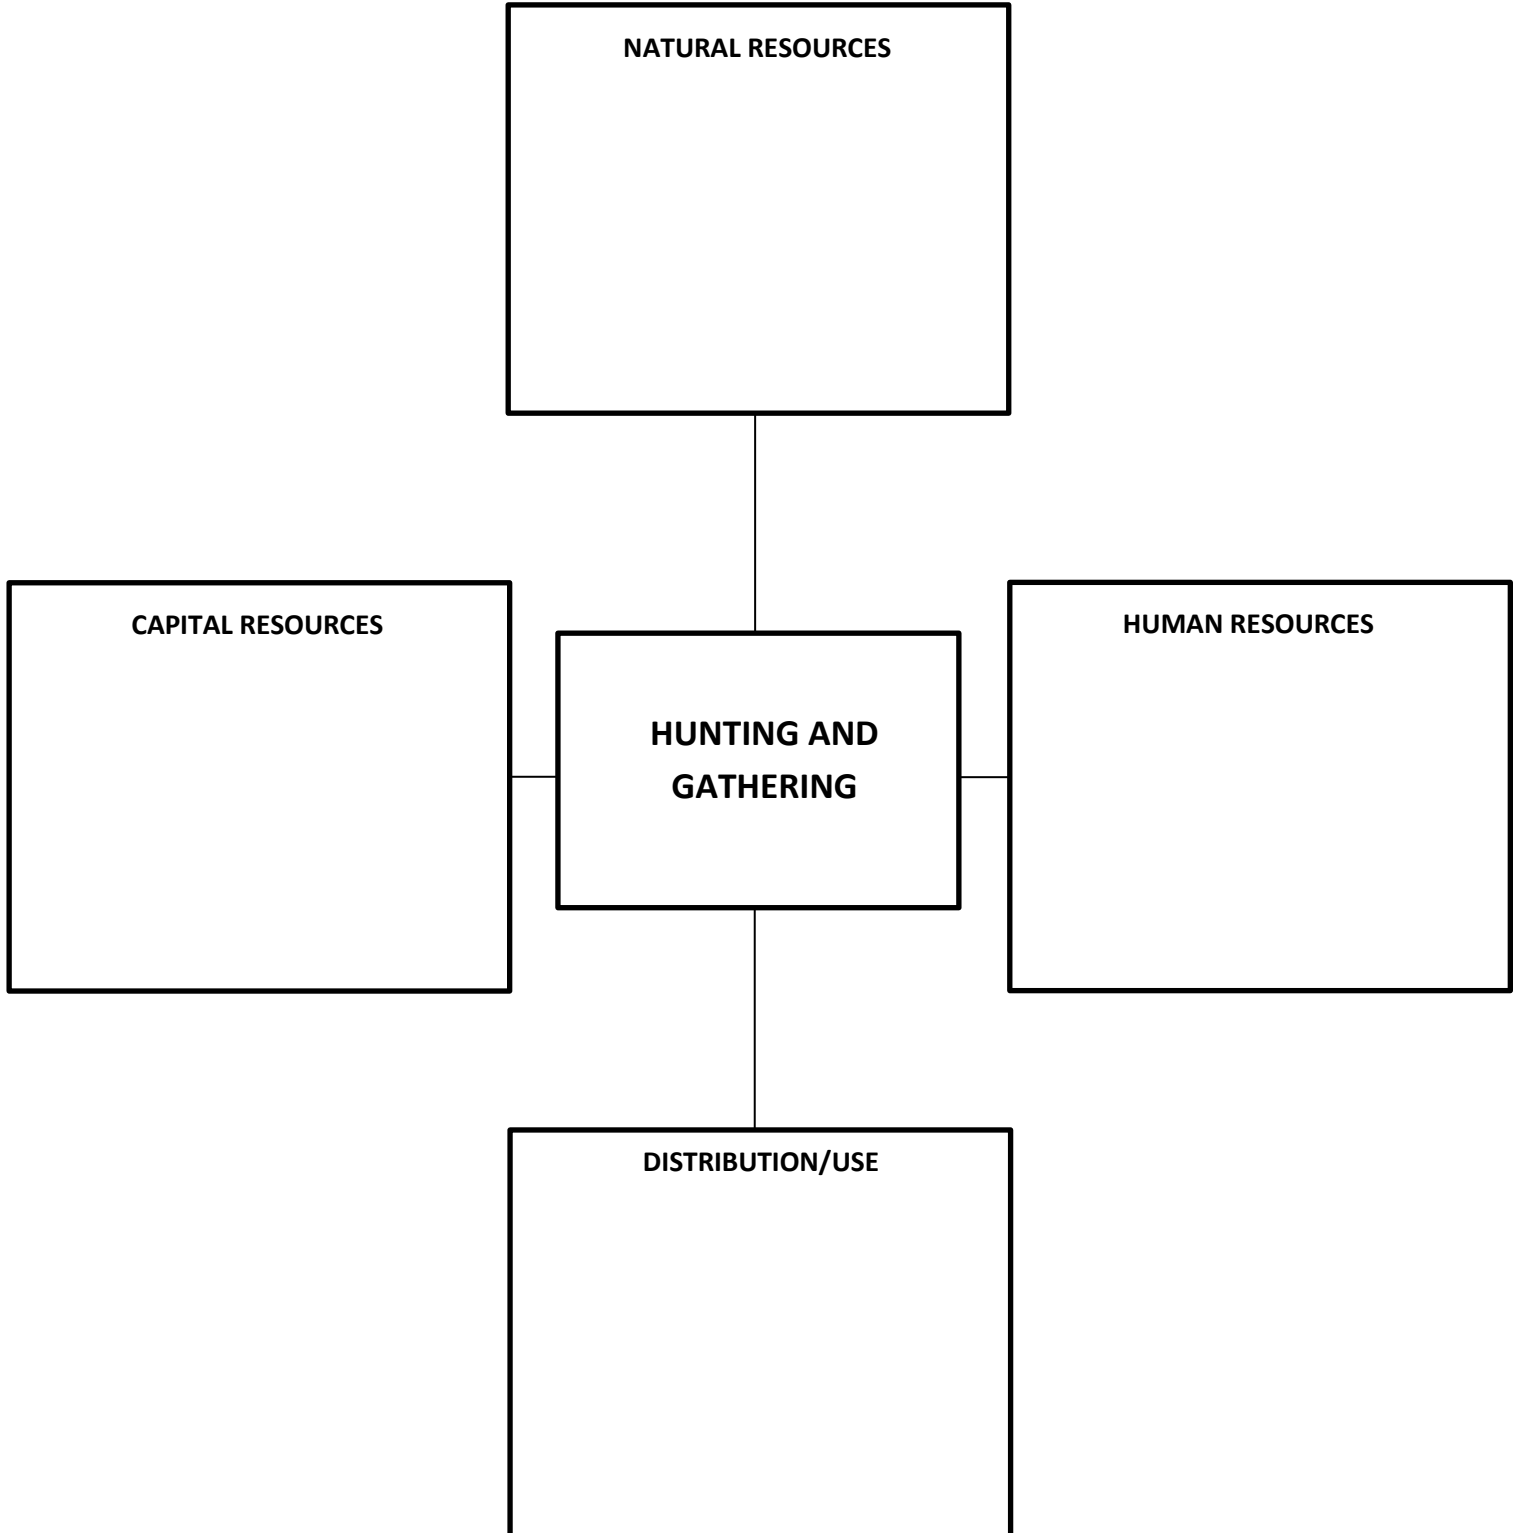 NATURAL RESOURCES
CAPITAL RESOURCES
HUMAN RESOURCES
HUNTING AND
GATHERING
DISTRIBUTION/USE